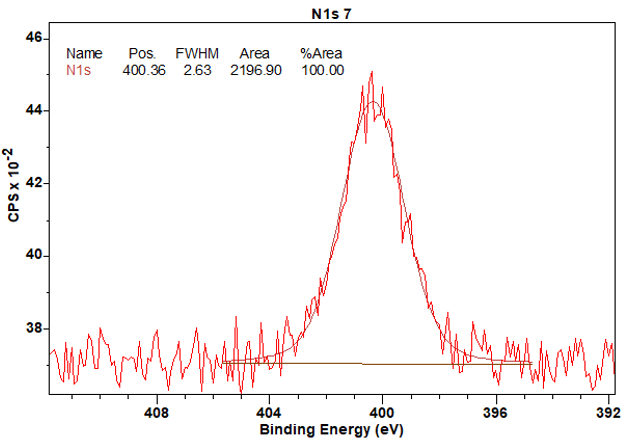 N1s 7
46
44
42
40
38
CPS x 10⁻²
Name Pos. FWHM Area %Area
N1s 400.36 2.63 2196.90 100.00
408 404 400 396 392
Binding Energy (eV)